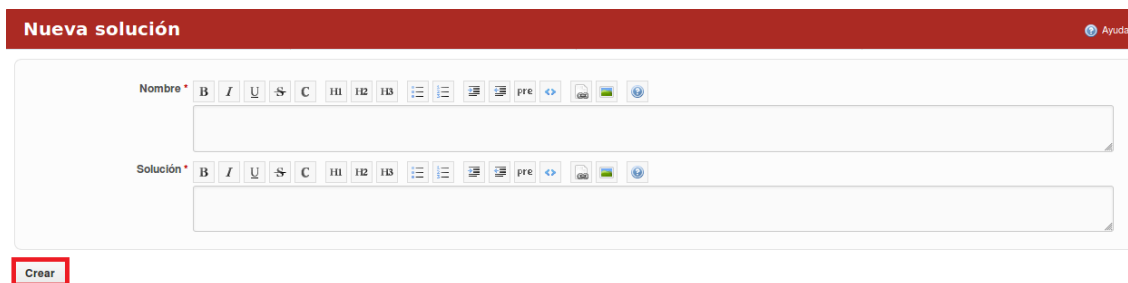 Nueva solución
Ayuda
Nombre *
B I U S C H1 H2 H3 pre <>
Solución *
B I U S C H1 H2 H3 pre <>
Crear